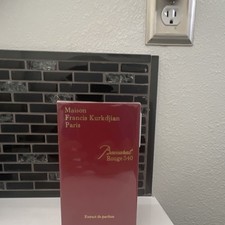 Maison
Francis Kurkdjian
Paris
Baccarat
Rouge 540
Extrait de parfum